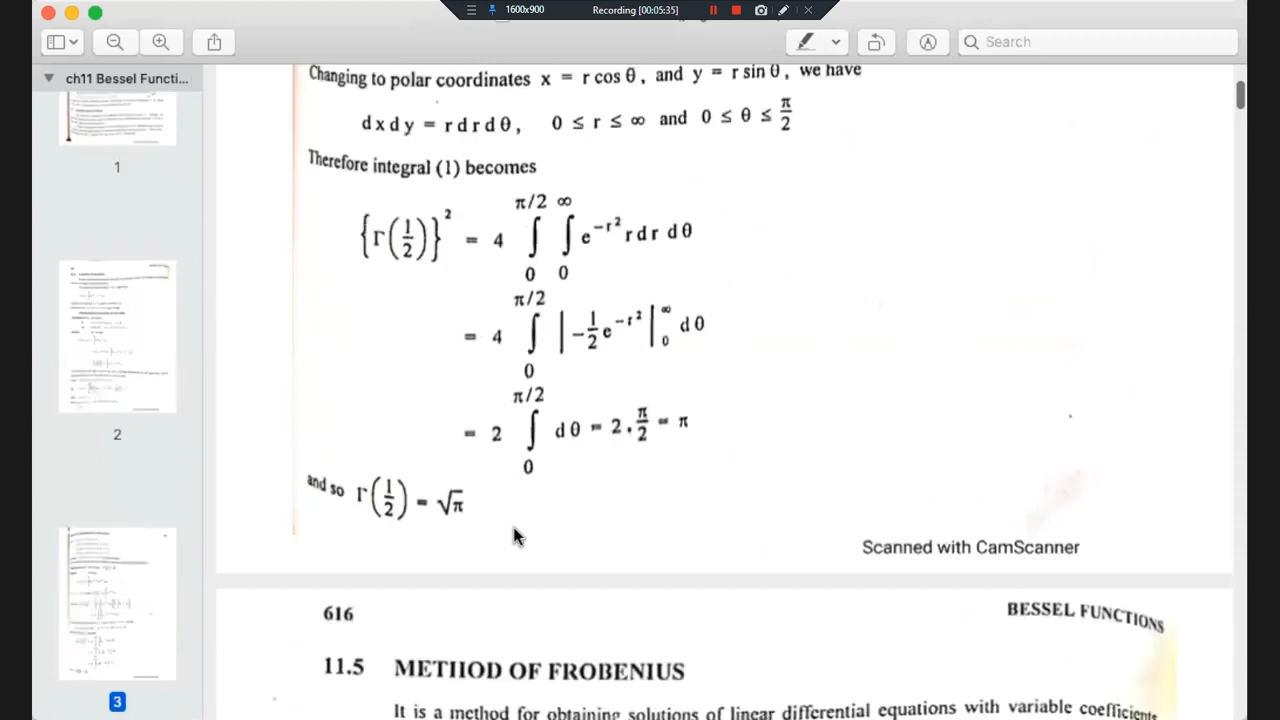 1600x900
Recording [00:05:35]
Search
ch11 Bessel Functi...
1
2
3
Changing to polar coordinates x = r cos θ, and y = r sin θ, we have
d x d y = r d r d θ, 0 ≤ r ≤ ∞ and 0 ≤ θ ≤ π/2
Therefore integral (1) becomes
{Γ(1/2)}² = 4 ∫₀^{π/2} ∫₀^{∞} e^{-r²} r d r d θ
= 4 ∫₀^{π/2} | -1/2 e^{-r²} |₀^∞ d θ
= 2 ∫₀^{π/2} d θ = 2 . π/2 = π
and so Γ(1/2) = √π
Scanned with CamScanner
616
BESSEL FUNCTIONS
11.5 METHOD OF FROBENIUS
It is a method for obtaining solutions of linear differential equations with variable coefficients.